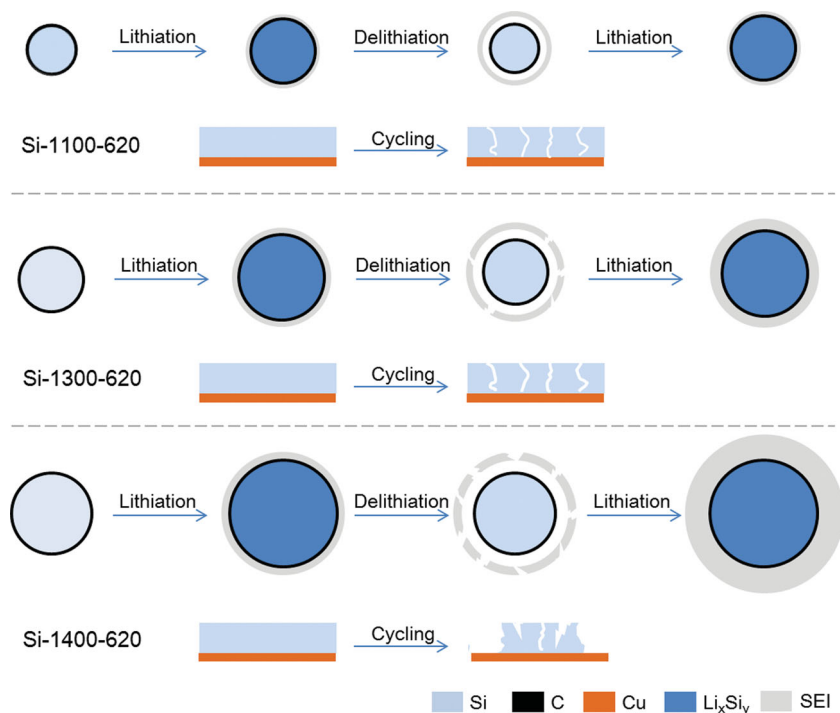 Lithiation Delithiation Lithiation
Si-1100-620 Cycling
Lithiation Delithiation Lithiation
Si-1300-620 Cycling
Lithiation Delithiation Lithiation
Si-1400-620 Cycling
Si C Cu LiₓSiᵧ SEI